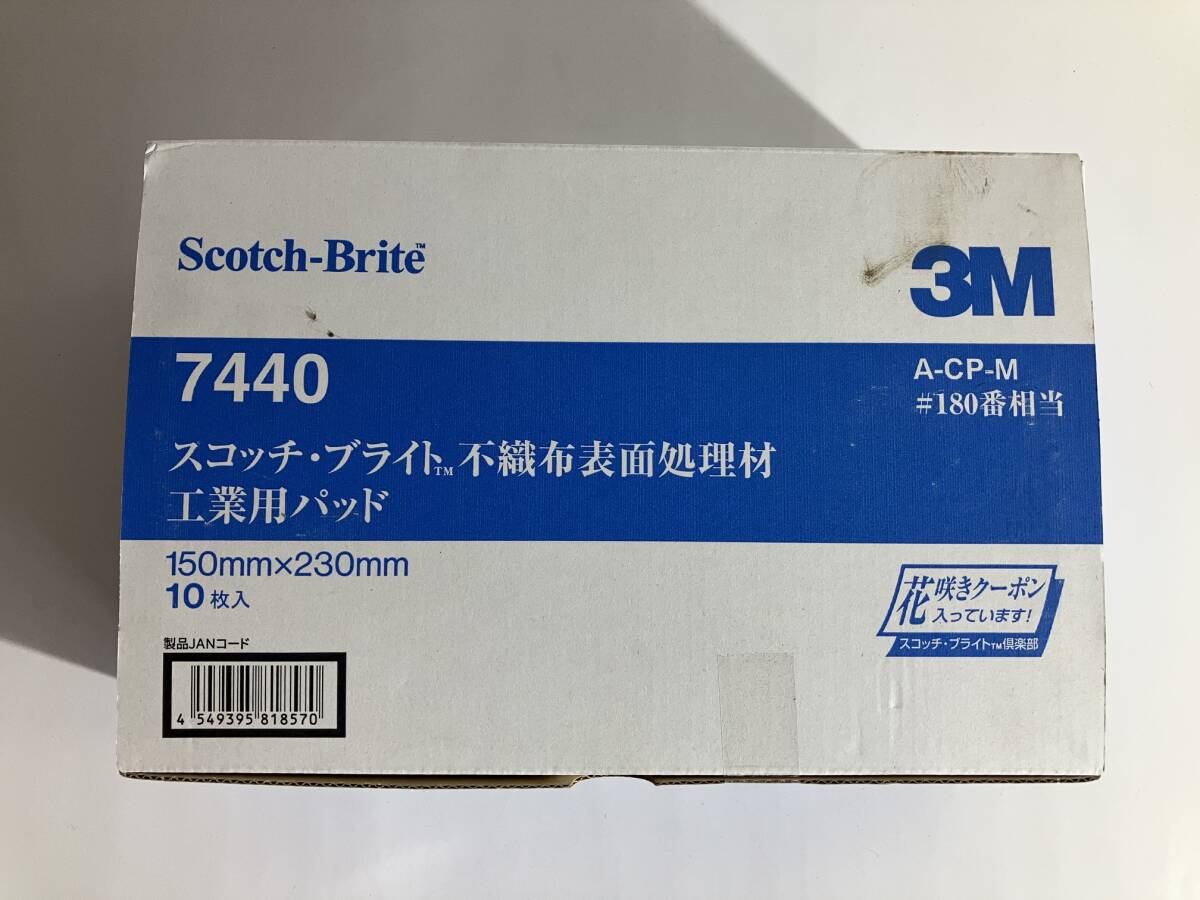 Scotch-Brite™
3M
7440
A-CP-M
#180番相当
スコッチ・ブライト™ 不織布表面処理材
工業用パッド
150mm×230mm
10枚入
花咲きクーポン
入っています!
スコッチ・ブライト™倶楽部
製品JANコード
4 549395 818570